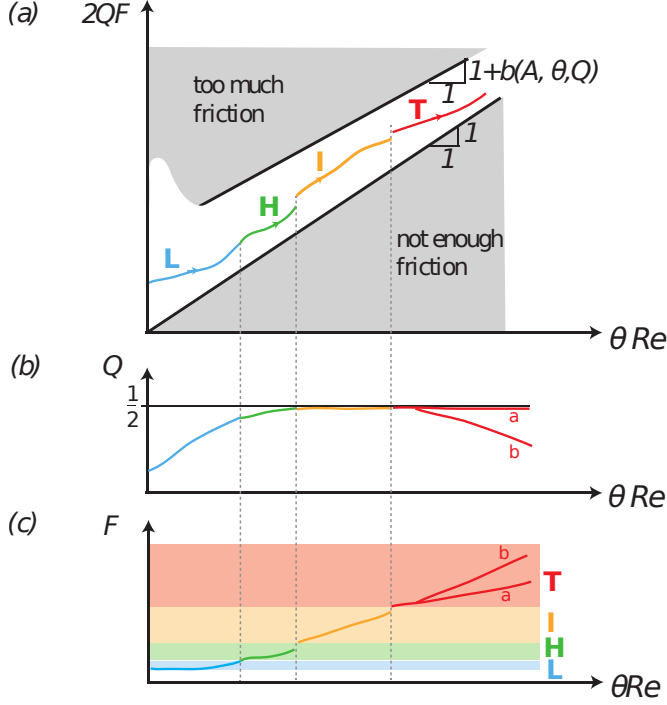 (a)
2QF
too much
friction
1+b(A, θ,Q)
1
T
1
1
I
H
not enough
friction
L
θ Re
(b)
Q
1
2
a
b
θ Re
(c)
F
b
T
a
I
H
L
θRe